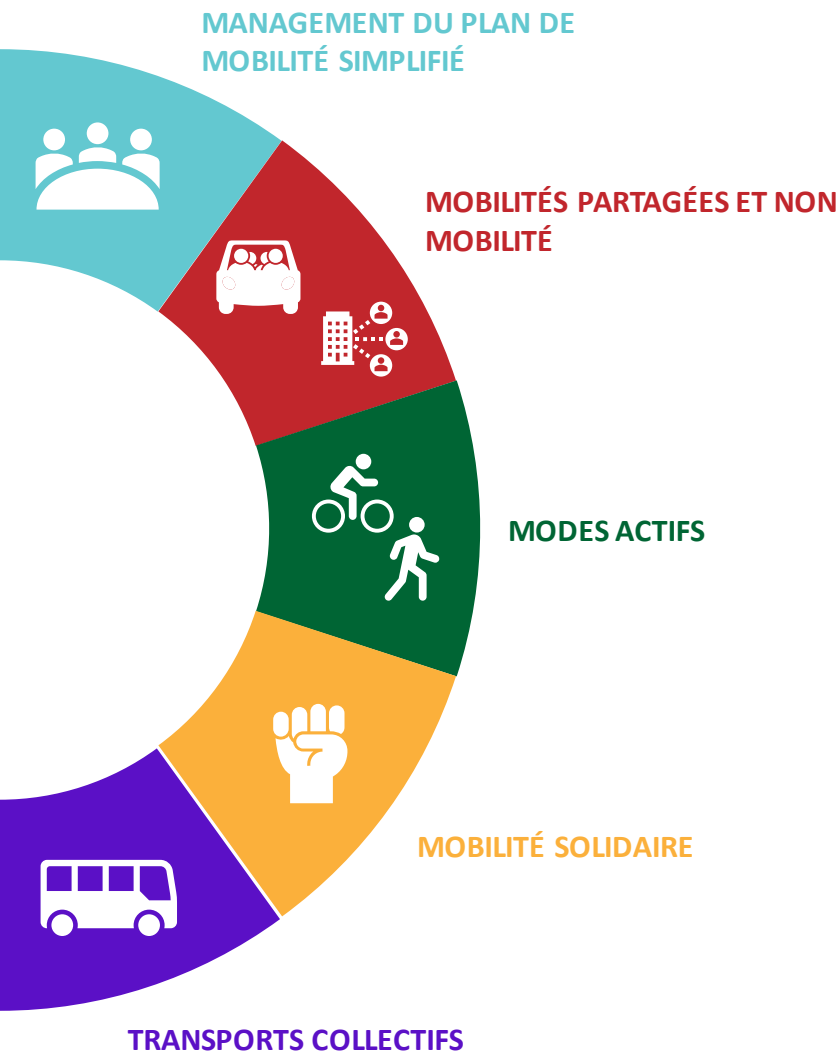 MANAGEMENT DU PLAN DE
MOBILITÉ SIMPLIFIÉ
MOBILITÉS PARTAGÉES ET NON
MOBILITÉ
MODES ACTIFS
MOBILITÉ SOLIDAIRE
TRANSPORTS COLLECTIFS